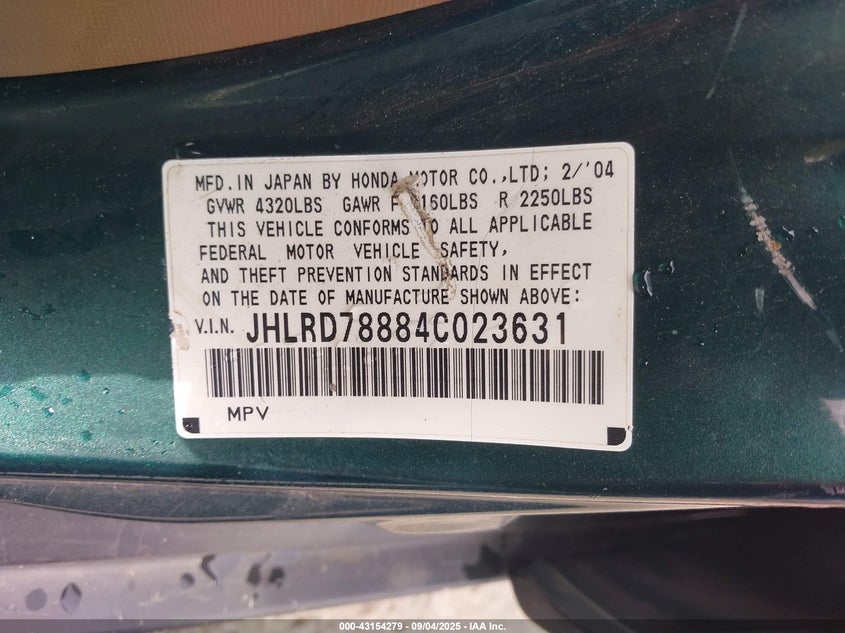 MFD.IN JAPAN BY HONDA MOTOR CO.,LTD; 2/'04
GVWR 4320LBS GAWR F 2160LBS R 2250LBS
THIS VEHICLE CONFORMS TO ALL APPLICABLE
FEDERAL MOTOR VEHICLE SAFETY,
AND THEFT PREVENTION STANDARDS IN EFFECT
ON THE DATE OF MANUFACTURE SHOWN ABOVE:
V.I.N. JHLRD78884C023631
MPV
000-43154279 - 09/04/2025 - IAA Inc.